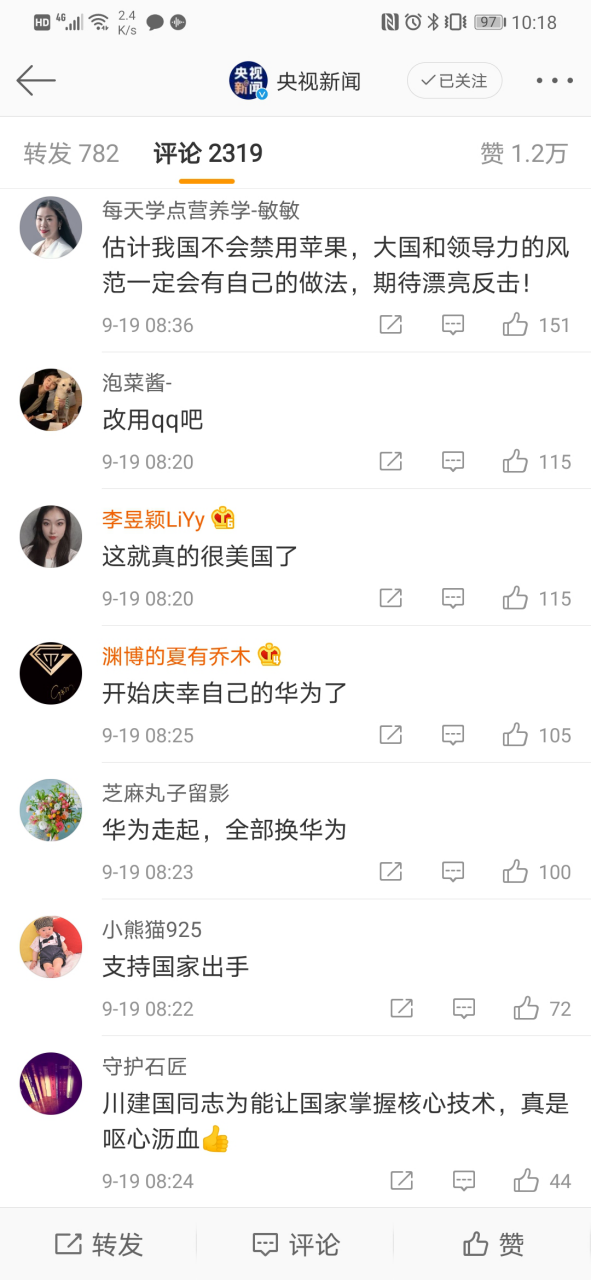 HD 4G 2.4 K/s 97 10:18
央视新闻 央视新闻 已关注
转发 782 评论 2319 赞 1.2万
每天学点营养学-敏敏
估计我国不会禁用苹果，大国和领导力的风
范一定会有自己的做法，期待漂亮反击！
9-19 08:36 151
泡菜酱-
改用qq吧
9-19 08:20 115
李昱颖LiYy
这就真的很美国了
9-19 08:20 115
渊博的夏有乔木
开始庆幸自己的华为了
9-19 08:25 105
芝麻丸子留影
华为走起，全部换华为
9-19 08:23 100
小熊猫925
支持国家出手
9-19 08:22 72
守护石匠
川建国同志为能让国家掌握核心技术，真是
呕心沥血👍
9-19 08:24 44
转发 评论 赞